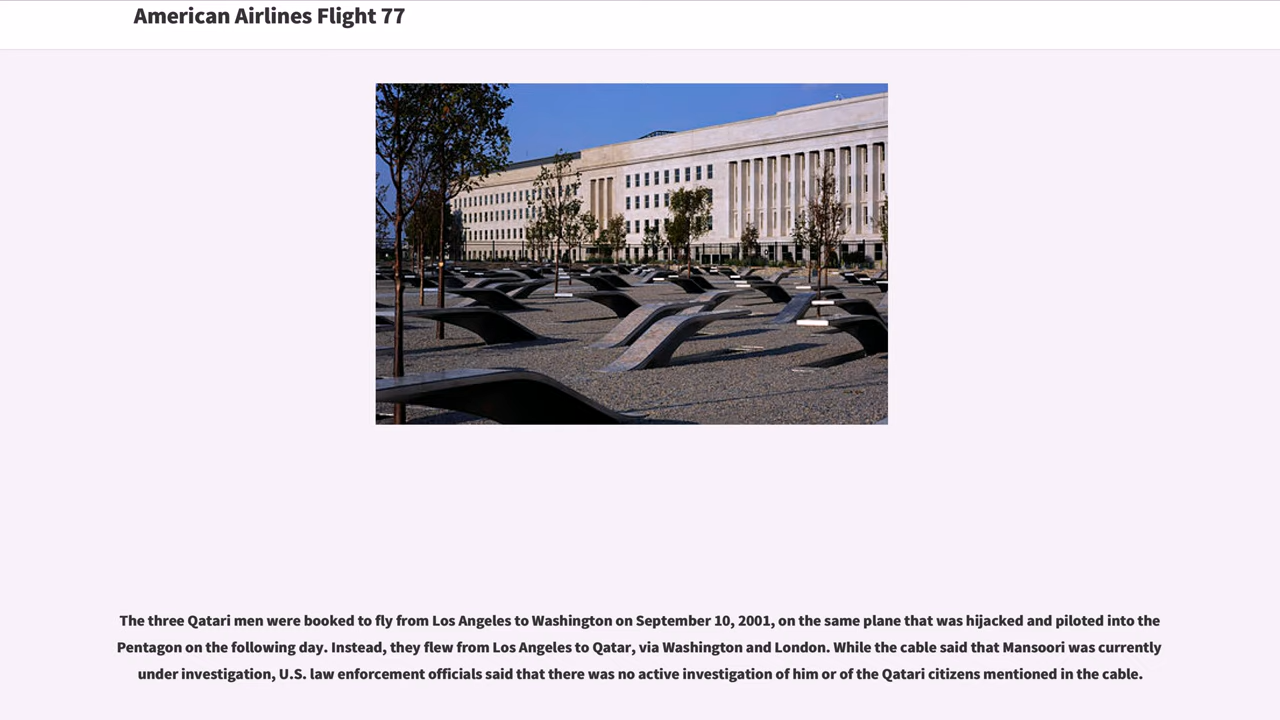 American Airlines Flight 77
The three Qatari men were booked to fly from Los Angeles to Washington on September 10, 2001, on the same plane that was hijacked and piloted into the
Pentagon on the following day. Instead, they flew from Los Angeles to Qatar, via Washington and London. While the cable said that Mansoori was currently
under investigation, U.S. law enforcement officials said that there was no active investigation of him or of the Qatari citizens mentioned in the cable.